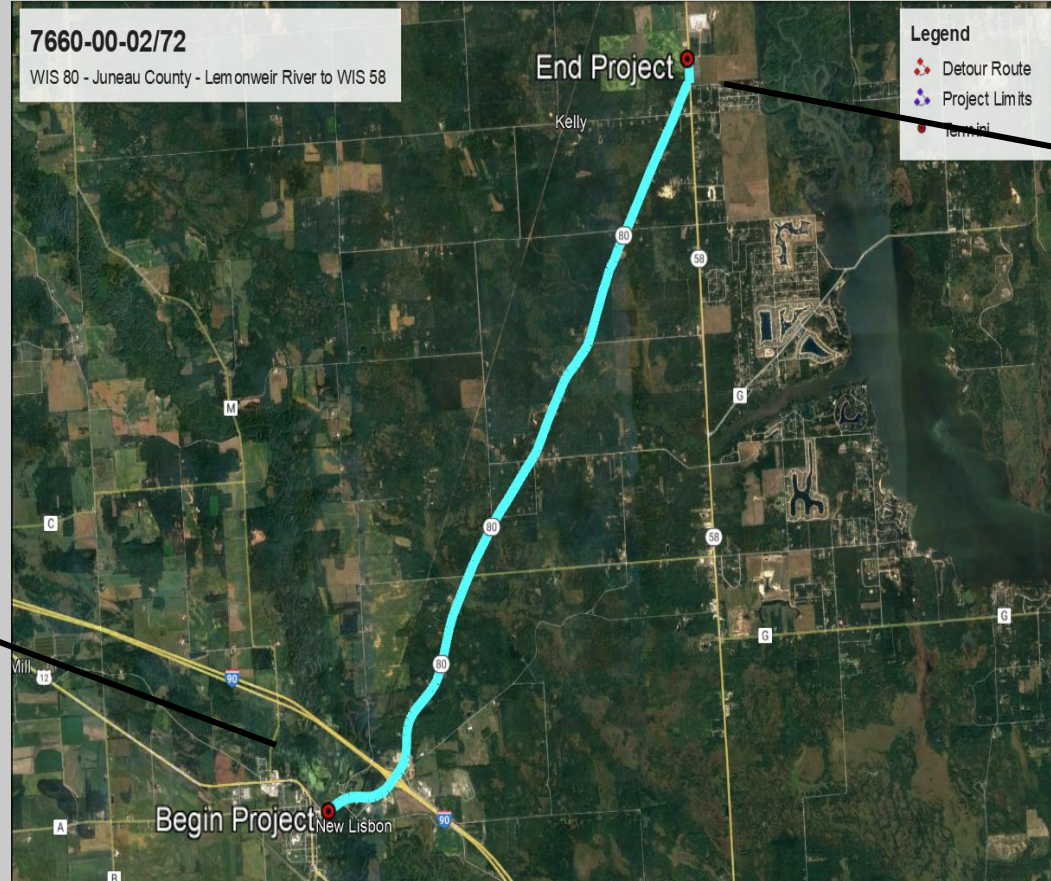 7660-00-02/72
WIS 80 - Juneau County - Lemonweir River to WIS 58
Legend
Detour Route
Project Limits
Termini
End Project
Kelly
80
58
M
G
C
80
58
G
G
80
Mill
12
90
Begin Project
New Lisbon
A
90
B